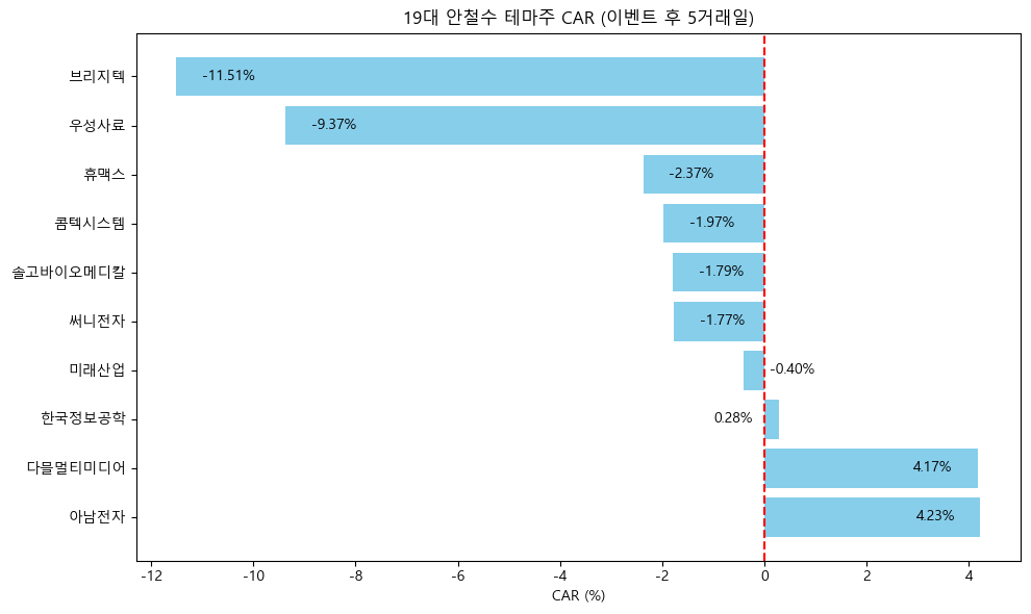 19대 안철수 테마주 CAR (이벤트 후 5거래일)
브리지텍
-11.51%
우성사료
-9.37%
휴맥스
-2.37%
콤텍시스템
-1.97%
솔고바이오메디칼
-1.79%
써니전자
-1.77%
미래산업
-0.40%
한국정보공학
0.28%
다믈멀티미디어
4.17%
아남전자
4.23%
-12
-10
-8
-6
-4
-2
0
2
4
CAR (%)